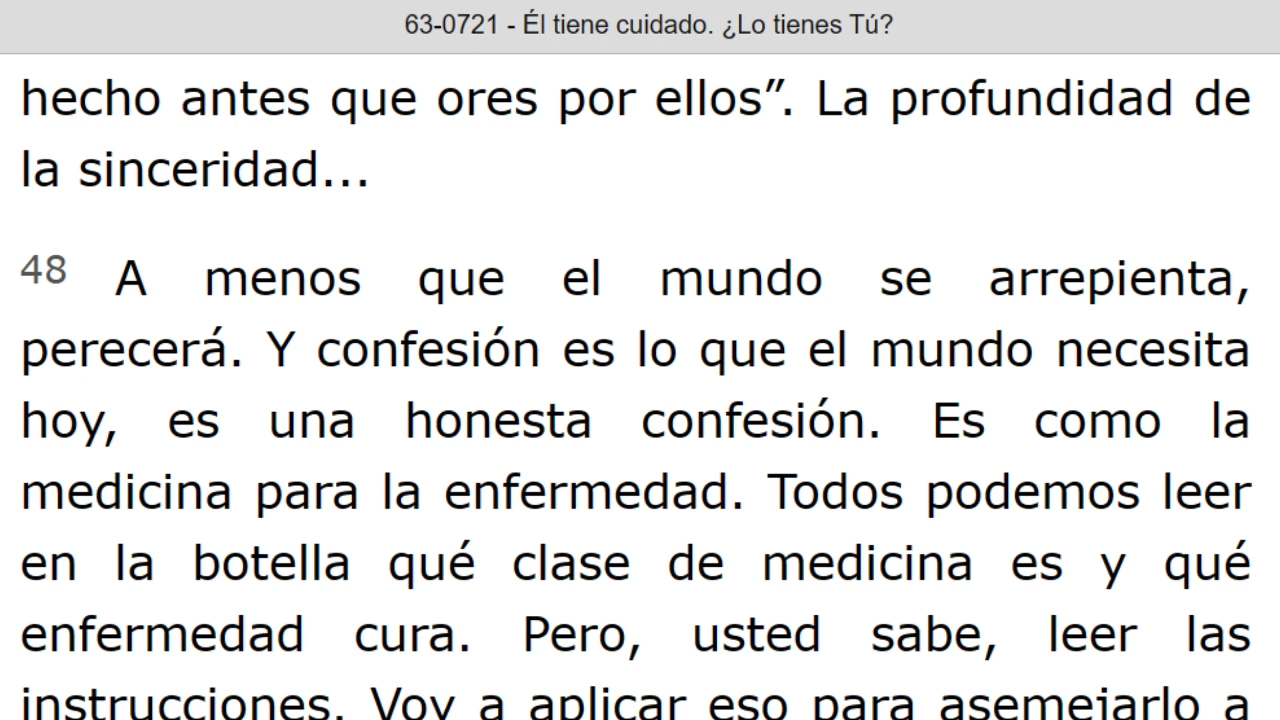 63-0721 - Él tiene cuidado. ¿Lo tienes Tú?
hecho antes que ores por ellos”. La profundidad de
la sinceridad…
48 A menos que el mundo se arrepienta,
perecerá. Y confesión es lo que el mundo necesita
hoy, es una honesta confesión. Es como la
medicina para la enfermedad. Todos podemos leer
en la botella qué clase de medicina es y qué
enfermedad cura. Pero, usted sabe, leer las
instrucciones. Voy a aplicar eso para asemejarlo a